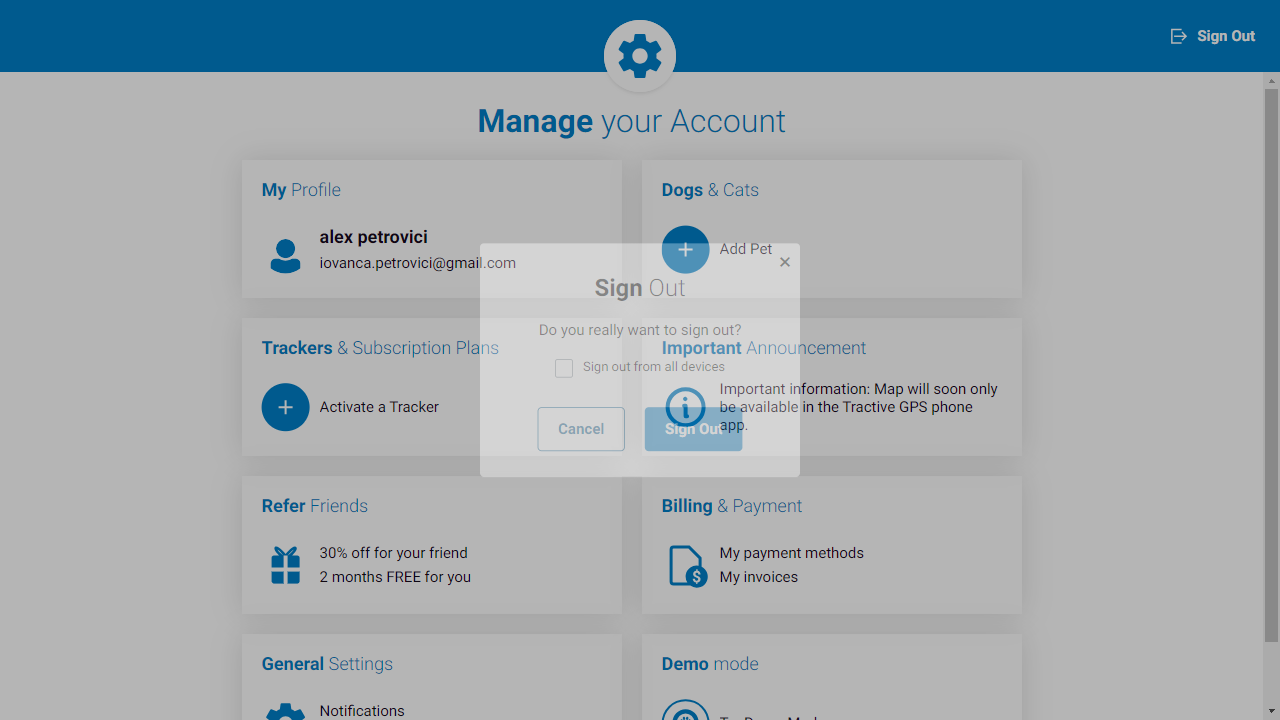 Sign Out
Manage your Account
My Profile
alex petrovici
iovanca.petrovici@gmail.com
Dogs & Cats
Add Pet
Trackers & Subscription Plans
Activate a Tracker
Important Announcement
Important information: Map will soon only
be available in the Tractive GPS phone
app.
Sign Out
Do you really want to sign out?
Sign out from all devices
Cancel
Sign Out
Refer Friends
30% off for your friend
2 months FREE for you
Billing & Payment
My payment methods
My invoices
General Settings
Notifications
Demo mode